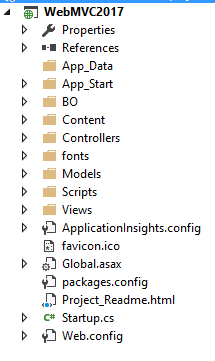 WebMVC2017
Properties
References
App_Data
App_Start
BO
Content
Controllers
fonts
Models
Scripts
Views
ApplicationInsights.config
favicon.ico
Global.asax
packages.config
Project_Readme.html
C# Startup.cs
Web.config